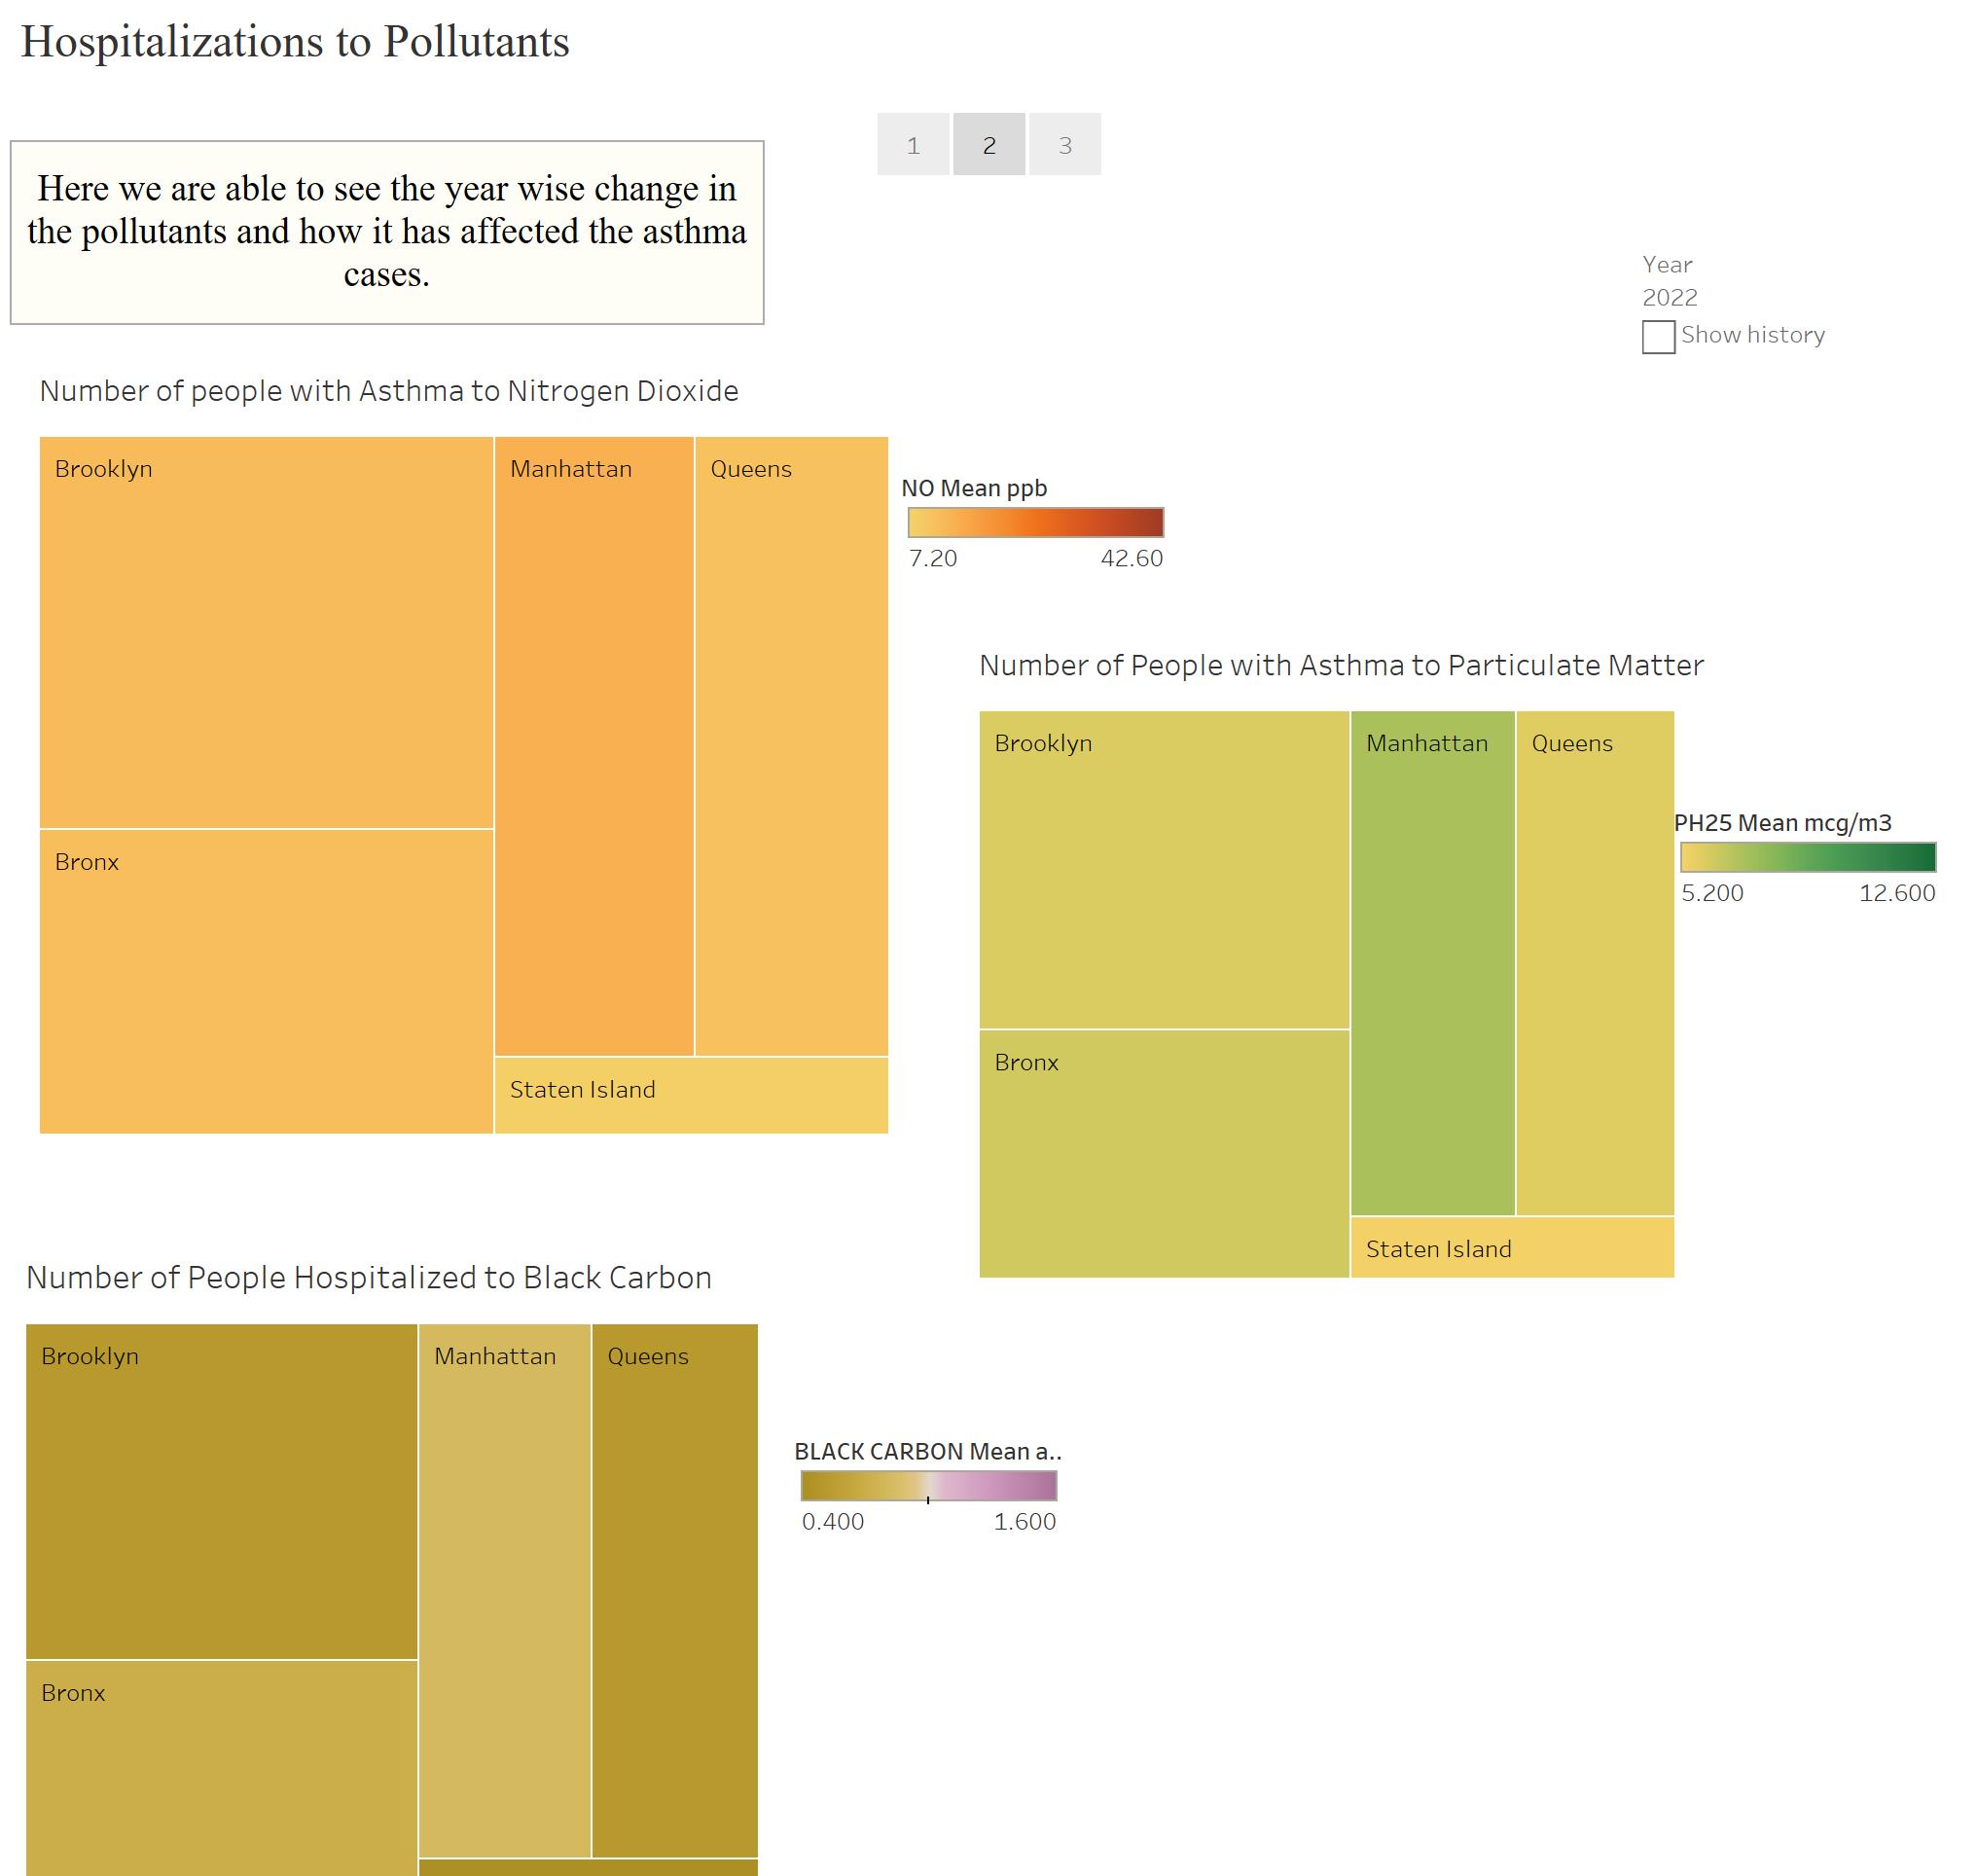 Hospitalizations to Pollutants
1 2 3
Here we are able to see the year wise change in
the pollutants and how it has affected the asthma
cases.
Year
2022
Show history
Number of people with Asthma to Nitrogen Dioxide
Brooklyn
Manhattan
Queens
Bronx
Staten Island
NO Mean ppb
7.20 42.60
Number of People with Asthma to Particulate Matter
Brooklyn
Manhattan
Queens
Bronx
Staten Island
PH25 Mean mcg/m3
5.200 12.600
Number of People Hospitalized to Black Carbon
Brooklyn
Manhattan
Queens
Bronx
BLACK CARBON Mean a..
0.400 1.600